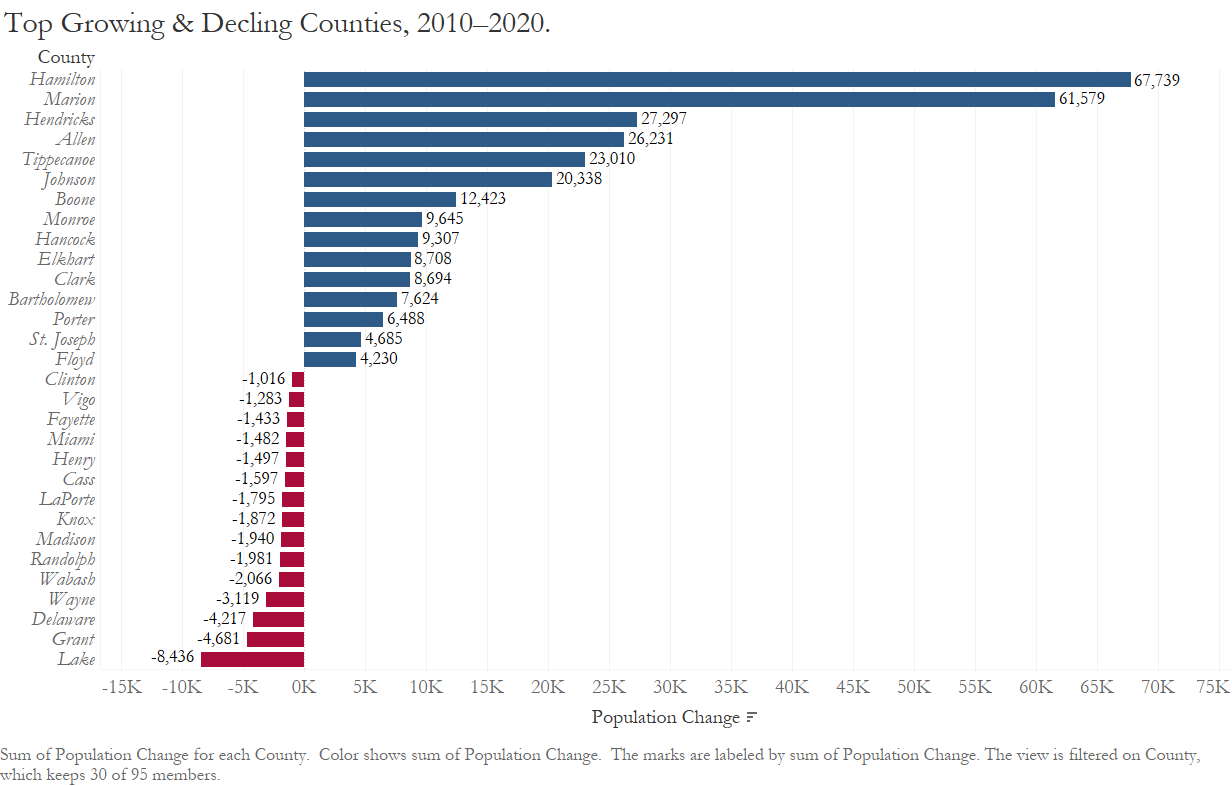 Top Growing & Decling Counties, 2010–2020.
County
Hamilton 67,739
Marion 61,579
Hendricks 27,297
Allen 26,231
Tippecanoe 23,010
Johnson 20,338
Boone 12,423
Monroe 9,645
Hancock 9,307
Elkhart 8,708
Clark 8,694
Bartholomew 7,624
Porter 6,488
St. Joseph 4,685
Floyd 4,230
Clinton -1,016
Vigo -1,283
Fayette -1,433
Miami -1,482
Henry -1,497
Cass -1,597
LaPorte -1,795
Knox -1,872
Madison -1,940
Randolph -1,981
Wabash -2,066
Wayne -3,119
Delaware -4,217
Grant -4,681
Lake -8,436
-15K -10K -5K 0K 5K 10K 15K 20K 25K 30K 35K 40K 45K 50K 55K 60K 65K 70K 75K
Population Change
Sum of Population Change for each County. Color shows sum of Population Change. The marks are labeled by sum of Population Change. The view is filtered on County,
which keeps 30 of 95 members.